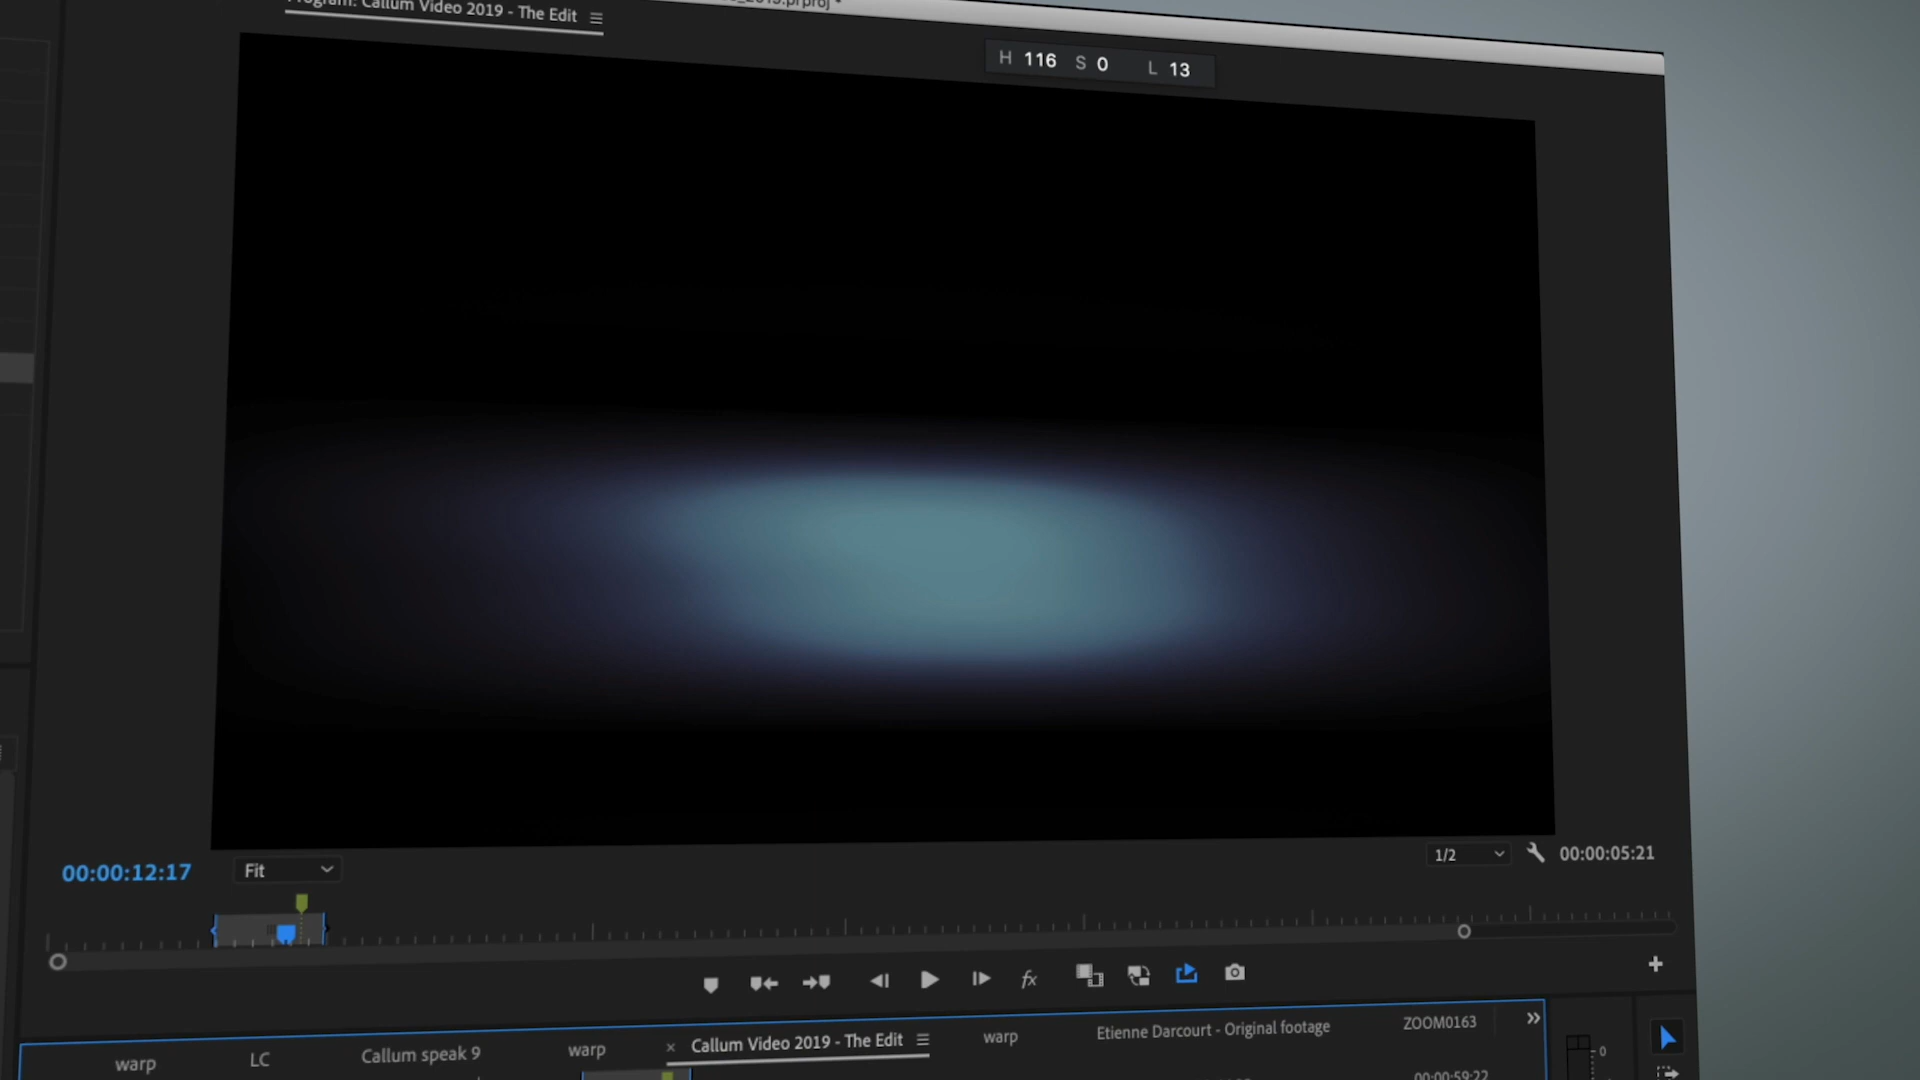 Program: Callum Video 2019 - The Edit
H 116 S 0 L 13
00:00:12:17
Fit
1/2
00:00:05:21
fx
warp
LC
Callum speak 9
warp
× Callum Video 2019 - The Edit
warp
Etienne Darcourt - Original footage
ZOOM0163
0
00:00:59:22